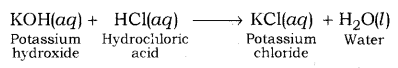 KOH(aq) + HCl(aq) ⟶ KCl(aq) + H₂O(l)
Potassium Hydrochloric Potassium Water
hydroxide acid chloride